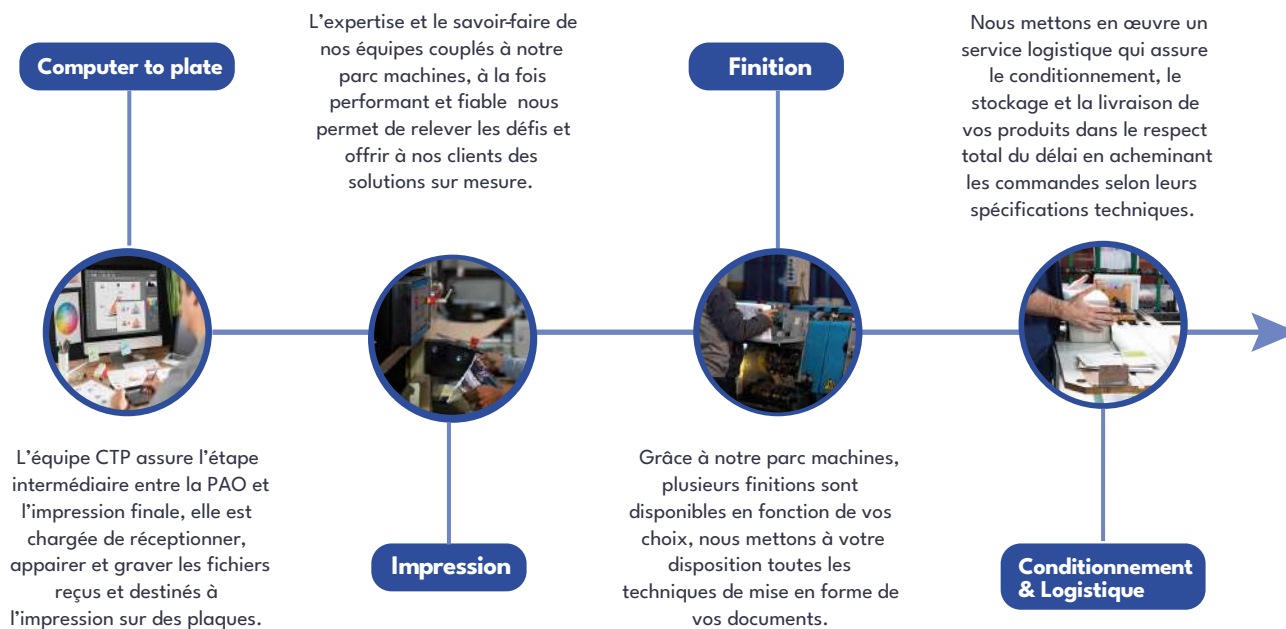 Computer to plate
L'équipe CTP assure l'étape
intermédiaire entre la PAO et
l'impression finale, elle est
chargée de réceptionner,
appairer et graver les fichiers
reçus et destinés à
l'impression sur des plaques.
L'expertise et le savoir-faire de
nos équipes couplés à notre
parc machines, à la fois
performant et fiable nous
permet de relever les défis et
offrir à nos clients des
solutions sur mesure.
Impression
Finition
Grâce à notre parc machines,
plusieurs finitions sont
disponibles en fonction de vos
choix, nous mettons à votre
disposition toutes les
techniques de mise en forme de
vos documents.
Nous mettons en œuvre un
service logistique qui assure
le conditionnement, le
stockage et la livraison de
vos produits dans le respect
total du délai en acheminant
les commandes selon leurs
spécifications techniques.
Conditionnement
& Logistique